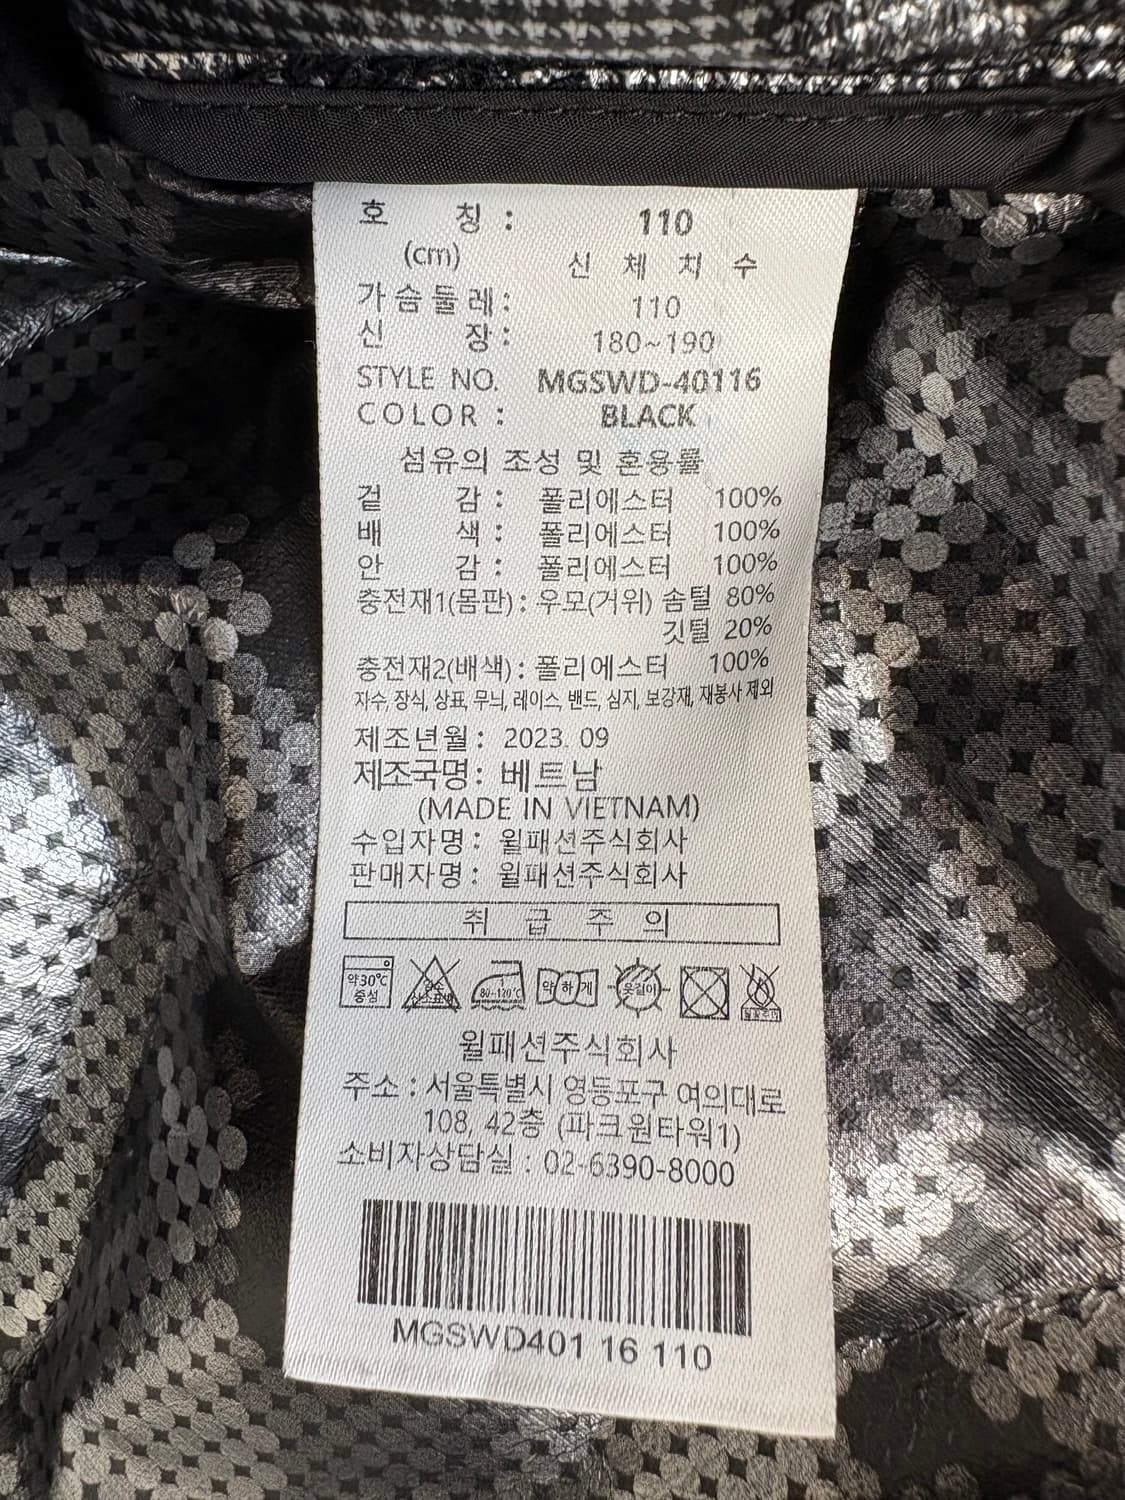 호 칭 : 110
(cm) 신 체 치 수
가슴둘레 : 110
신 장 : 180~190
STYLE NO. MGSWD-40116
COLOR : BLACK
섬유의 조성 및 혼용률
겉 감 : 폴리에스터 100%
배 색 : 폴리에스터 100%
안 감 : 폴리에스터 100%
충전재1(몸판) : 우모(거위) 솜털 80%
깃털 20%
충전재2(배색) : 폴리에스터 100%
자수, 장식, 상표, 무늬, 레이스, 밴드, 심지, 보강재, 재봉사 제외
제조년월 : 2023. 09
제조국명 : 베트남
(MADE IN VIETNAM)
수입자명 : 월패션주식회사
판매자명 : 월패션주식회사
취 급 주 의
약30℃ 중성 80~120℃ 약하게 옷걸이
월패션주식회사
주소 : 서울특별시 영등포구 여의대로
108, 42층 (파크원타워1)
소비자상담실 : 02-6390-8000
MGSWD401 16 110